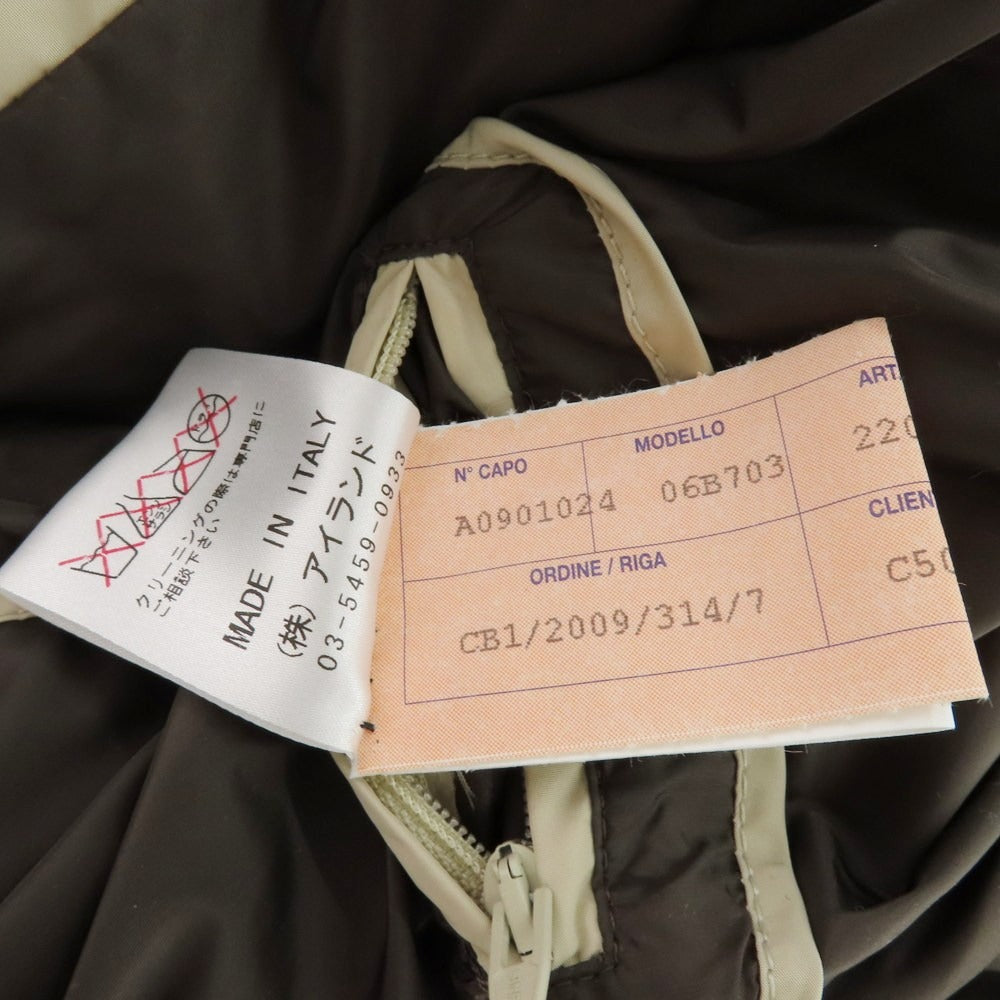 クリーニングの際は専門店に
ご相談下さい
MADE IN ITALY
(株) アイランド
03-5459-0933
N° CAPO
MODELLO
ART.
A0901024
06B703
220
ORDINE / RIGA
CLIEN
CB1/2009/314/7
C50